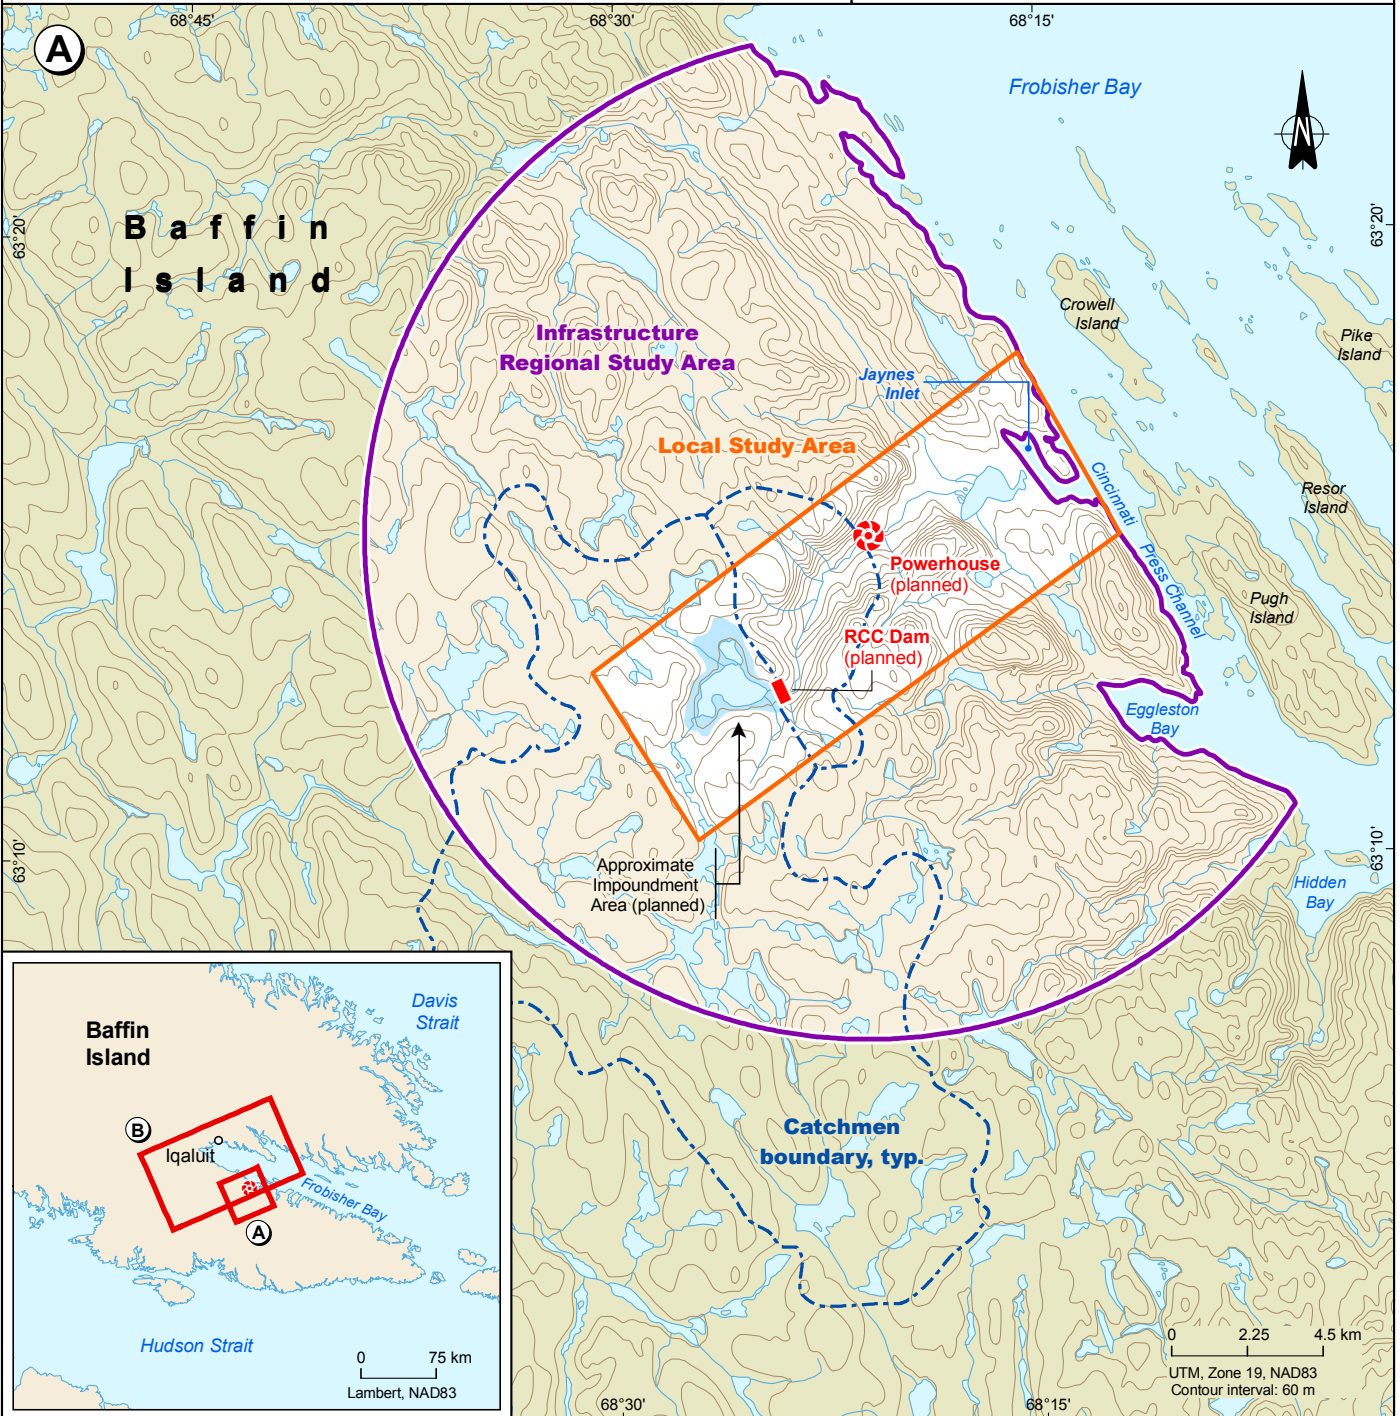 68°45'
68°30'
68°15'
A
Frobisher Bay
N
Baffin
Island
63°20'
63°20'
Crowell
Island
Pike
Island
Infrastructure
Regional Study Area
Jaynes
Inlet
Local Study Area
Cincinnati
Press Channel
Resor
Island
Powerhouse
(planned)
Pugh
Island
RCC Dam
(planned)
Eggleston
Bay
63°10'
63°10'
Approximate
Impoundment
Area (planned)
Hidden
Bay
Davis
Strait
Baffin
Island
B
Iqaluit
Frobisher Bay
A
Hudson Strait
0 75 km
Lambert, NAD83
Catchmen
boundary, typ.
0 2.25 4.5 km
UTM, Zone 19, NAD83
Contour interval: 60 m
68°30'
68°15'